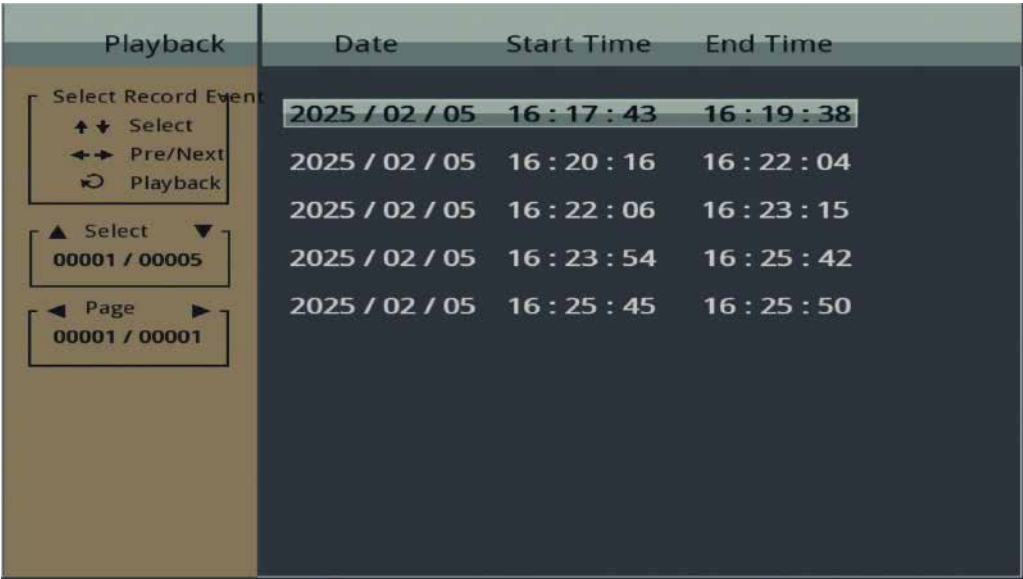 Playback
Date Start Time End Time
Select Record Event
Select
Pre/Next
Playback
Select
00001 / 00005
Page
00001 / 00001
2025 / 02 / 05 16 : 17 : 43 16 : 19 : 38
2025 / 02 / 05 16 : 20 : 16 16 : 22 : 04
2025 / 02 / 05 16 : 22 : 06 16 : 23 : 15
2025 / 02 / 05 16 : 23 : 54 16 : 25 : 42
2025 / 02 / 05 16 : 25 : 45 16 : 25 : 50